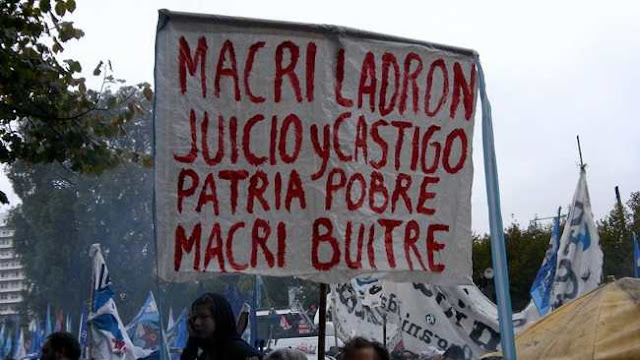 MACRI LADRON
JUICIO y CASTIGO
PATRIA POBRE
MACRI BUITRE